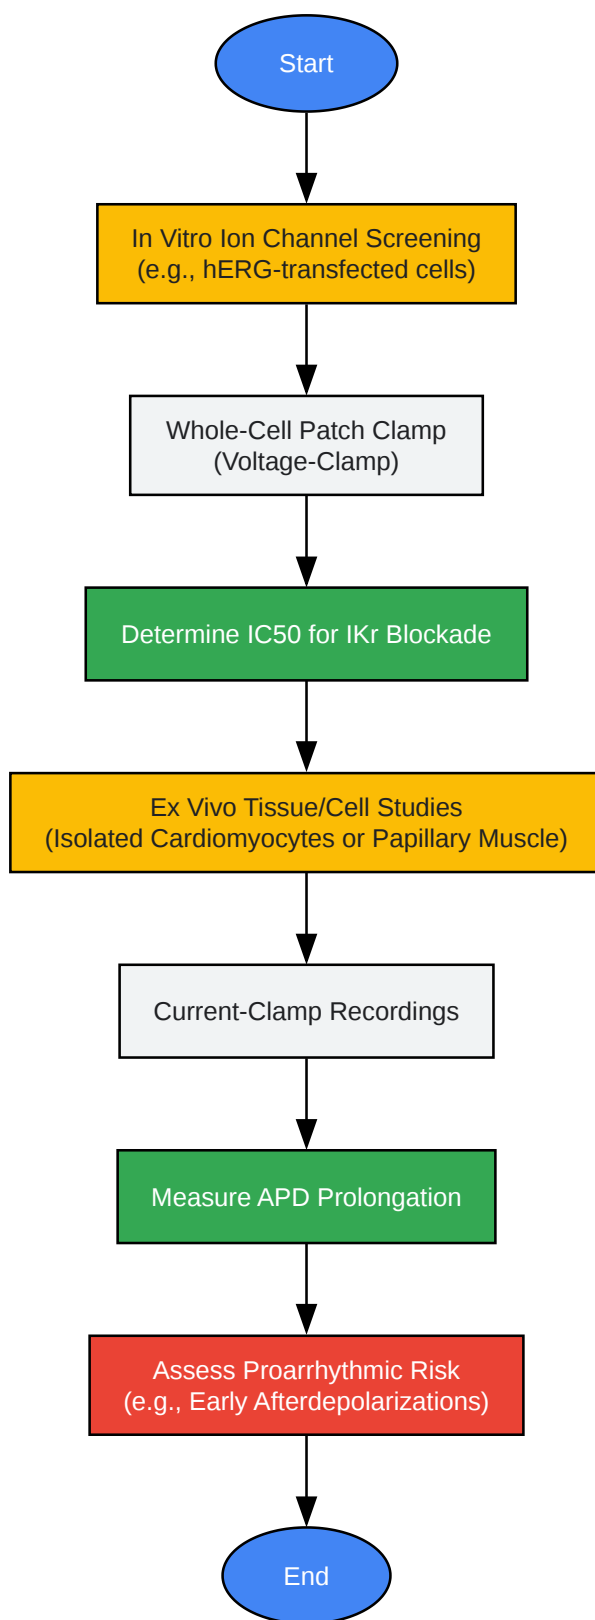 Start
In Vitro Ion Channel Screening
(e.g., hERG-transfected cells)
Whole-Cell Patch Clamp
(Voltage-Clamp)
Determine IC50 for IKr Blockade
Ex Vivo Tissue/Cell Studies
(Isolated Cardiomyocytes or Papillary Muscle)
Current-Clamp Recordings
Measure APD Prolongation
Assess Proarrhythmic Risk
(e.g., Early Afterdepolarizations)
End